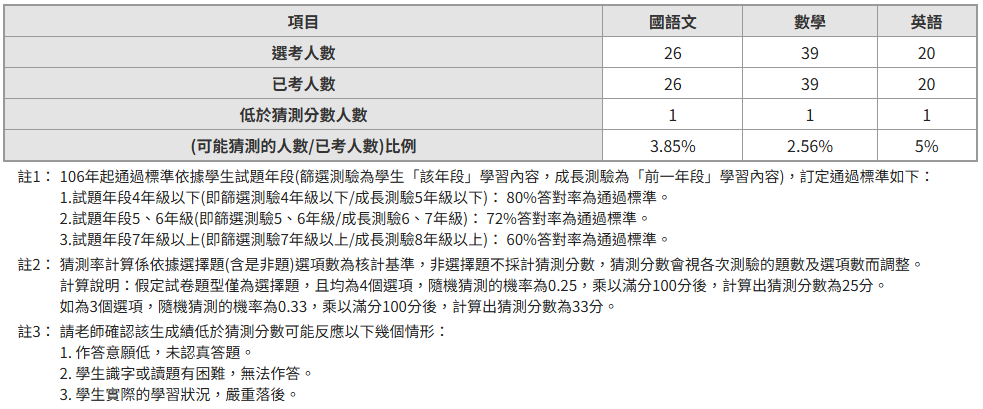 項目 國語文 數學 英語
選考人數 26 39 20
已考人數 26 39 20
低於猜測分數人數 1 1 1
(可能猜測的人數/已考人數)比例 3.85% 2.56% 5%
註1： 106年起通過標準依據學生試題年段(篩選測驗為學生「該年段」學習內容，成長測驗為「前一年段」學習內容)，訂定通過標準如下：
1.試題年段4年級以下(即篩選測驗4年級以下/成長測驗5年級以下)： 80%答對率為通過標準。
2.試題年段5、6年級(即篩選測驗5、6年級/成長測驗6、7年級)： 72%答對率為通過標準。
3.試題年段7年級以上(即篩選測驗7年級以上/成長測驗8年級以上)： 60%答對率為通過標準。
註2： 猜測率計算係依據選擇題(含是非題)選項數為核計基準，非選擇題不採計猜測分數，猜測分數會視各次測驗的題數及選項數而調整。
計算說明：假定試卷題型僅為選擇題，且均為4個選項，隨機猜測的機率為0.25，乘以滿分100分後，計算出猜測分數為25分。
如為3個選項，隨機猜測的機率為0.33，乘以滿分100分後，計算出猜測分數為33分。
註3： 請老師確認該生成績低於猜測分數可能反應以下幾個情形：
1. 作答意願低，未認真答題。
2. 學生識字或讀題有困難，無法作答。
3. 學生實際的學習狀況，嚴重落後。